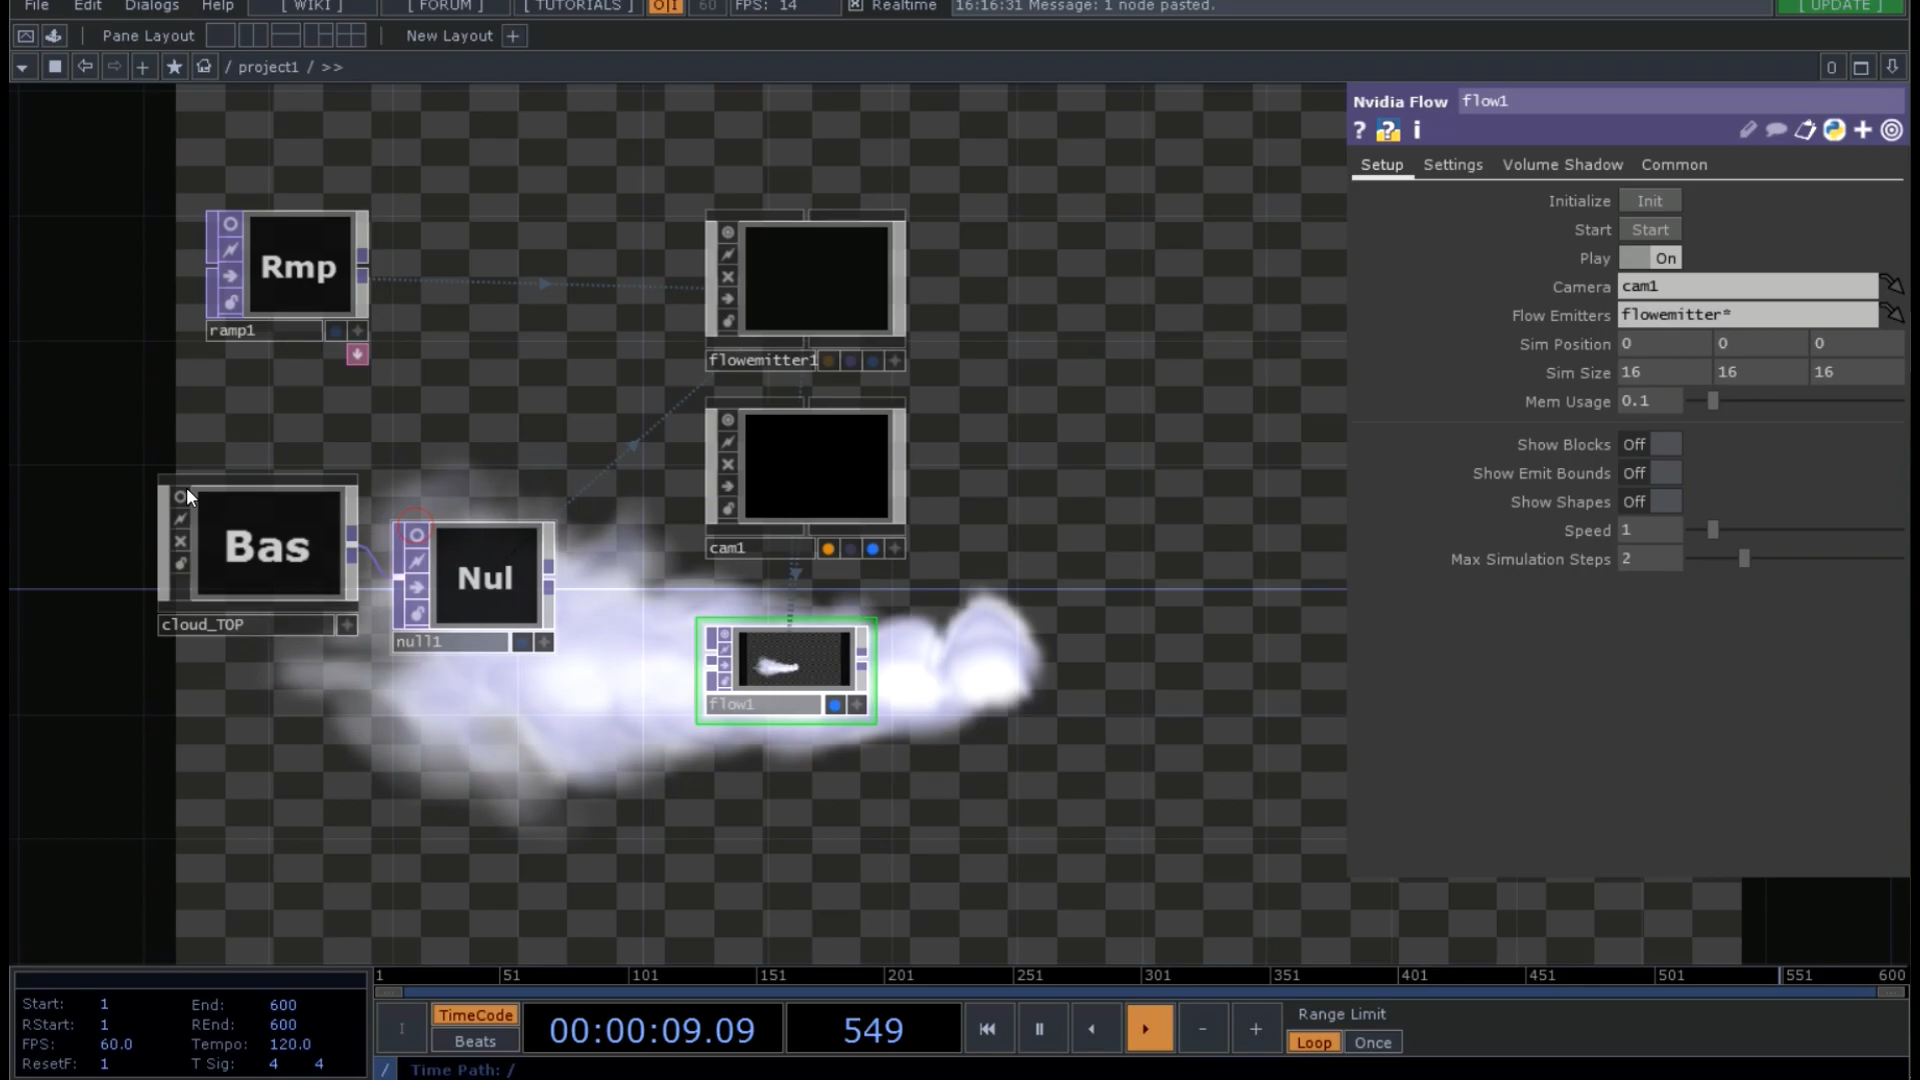 File Edit Dialogs Help [ WIKI ] [ FORUM ] [ TUTORIALS ] O|I 60 FPS: 14 Realtime 16:16:31 Message: 1 node pasted. [ UPDATE ]
Pane Layout New Layout +
/ project1 / >> 0
Nvidia Flow flow1
? ? i
Setup Settings Volume Shadow Common
Initialize Init
Start Start
Play On
Camera cam1
Flow Emitters flowemitter*
Sim Position 0 0 0
Sim Size 16 16 16
Mem Usage 0.1
Show Blocks Off
Show Emit Bounds Off
Show Shapes Off
Speed 1
Max Simulation Steps 2
Rmp
ramp1
flowemitter1
cam1
Bas
cloud_TOP
Nul
null1
flow1
1 51 101 151 201 251 301 351 401 451 501 551 600
Start: 1 End: 600
RStart: 1 REnd: 600
FPS: 60.0 Tempo: 120.0
ResetF: 1 T Sig: 4 4
I TimeCode Beats 00:00:09.09 549 - +
Range Limit
Loop Once
/ Time Path: /